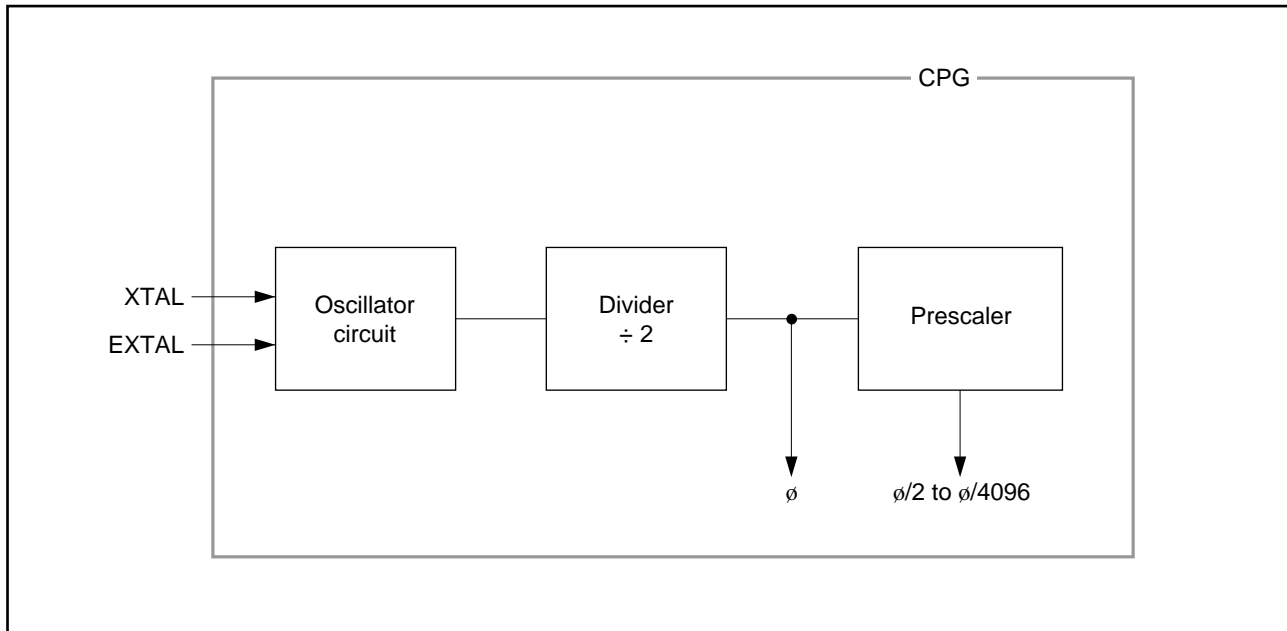 CPG
XTAL
EXTAL
Oscillator
circuit
Divider
÷ 2
Prescaler
ø
ø/2 to ø/4096